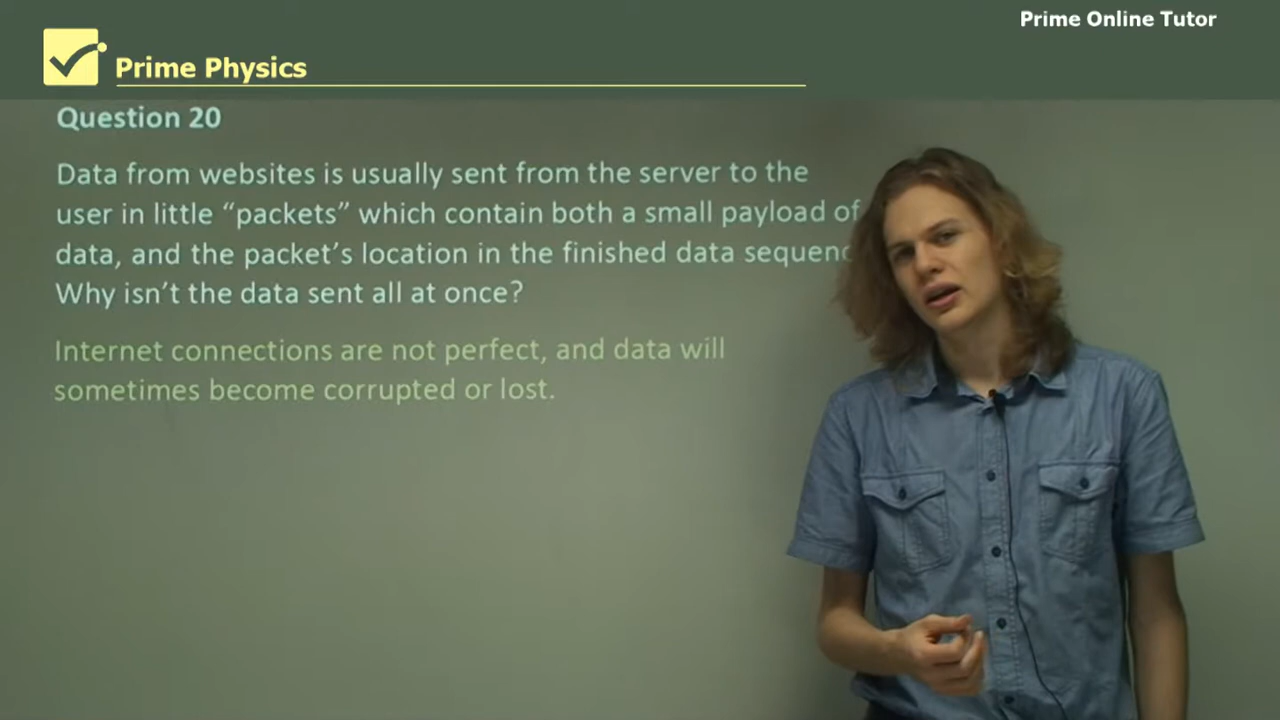 Prime Online Tutor
Prime Physics
Question 20
Data from websites is usually sent from the server to the
user in little “packets” which contain both a small payload of
data, and the packet’s location in the finished data
Why isn’t the data sent all at once?
Internet connections are not perfect, and data will
sometimes become corrupted or lost.